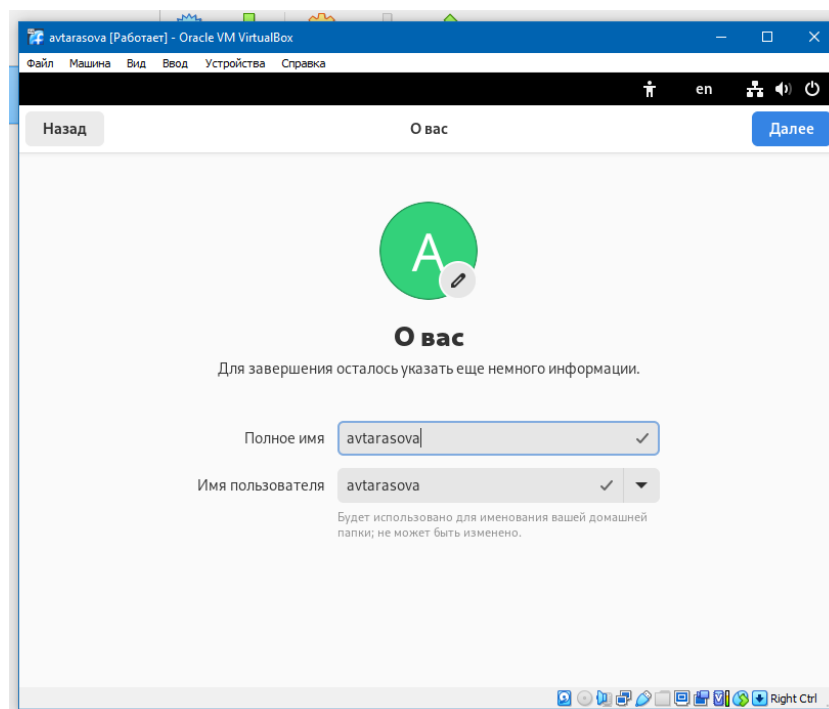 avtarasova [Работает] - Oracle VM VirtualBox
Файл Машина Вид Ввод Устройства Справка
en
Назад О вас Далее
A
О вас
Для завершения осталось указать еще немного информации.
Полное имя avtarasova
Имя пользователя avtarasova
Будет использовано для именования вашей домашней
папки; не может быть изменено.
Right Ctrl